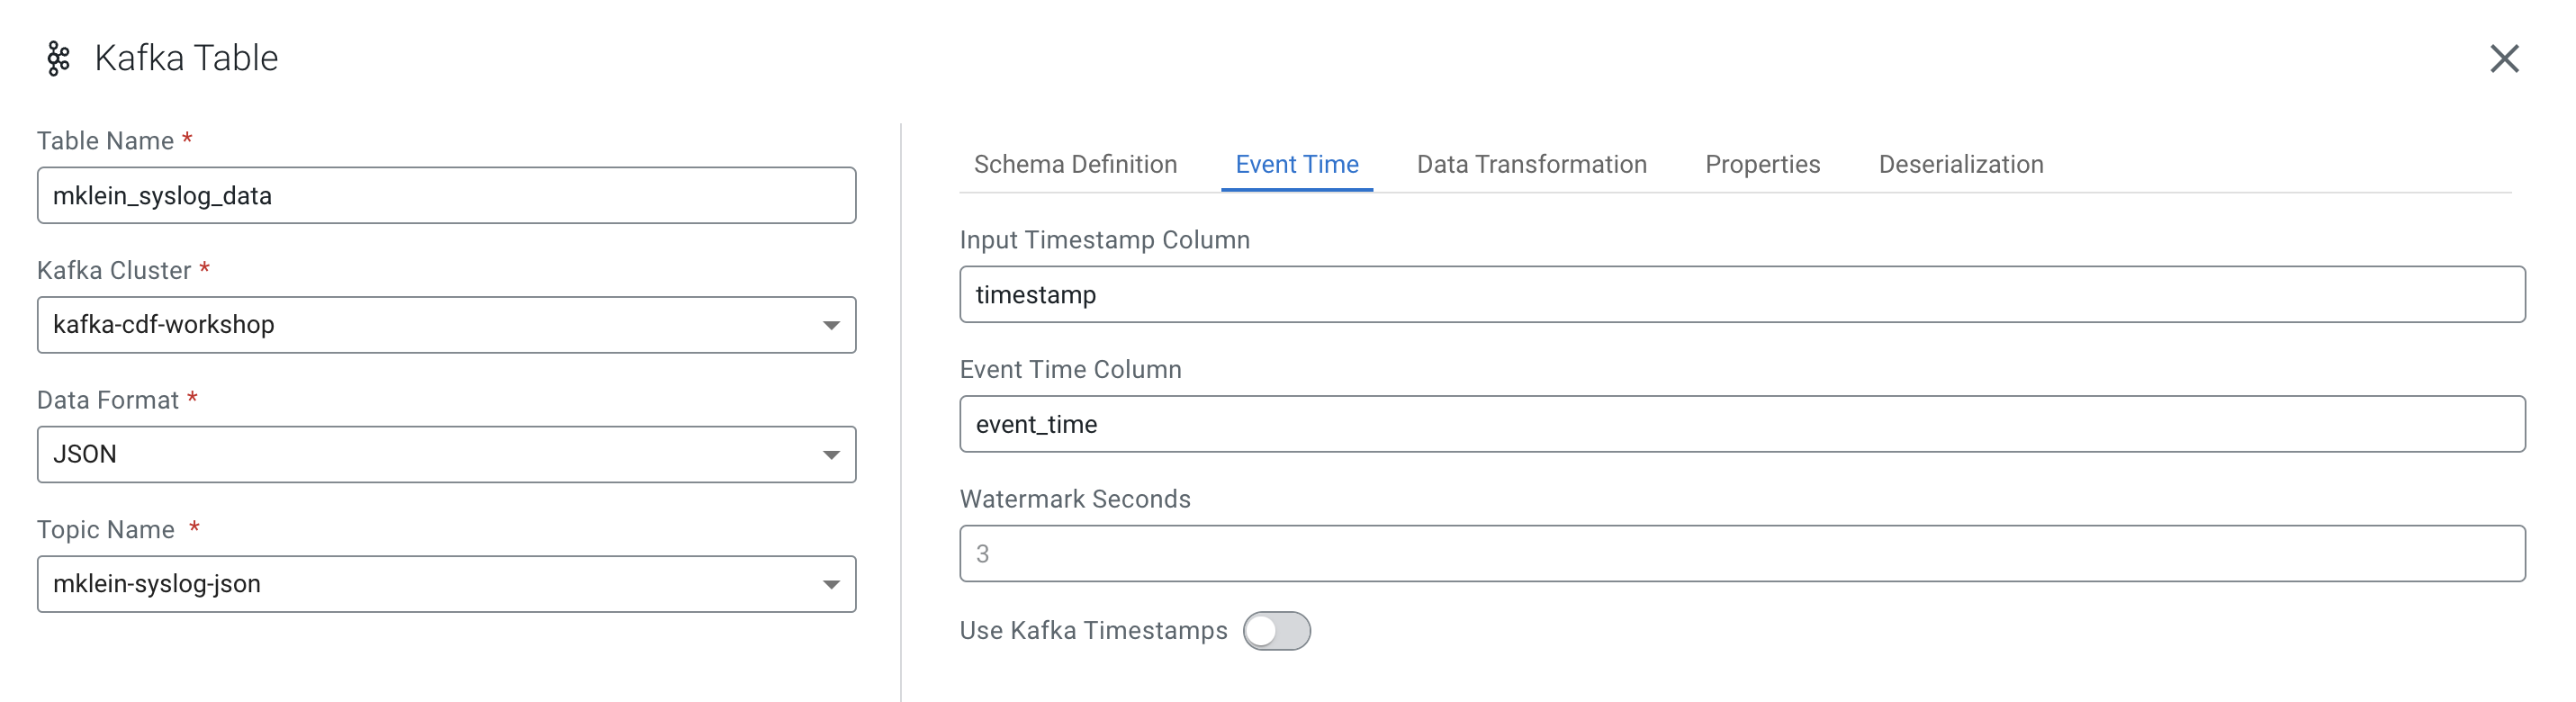 Kafka Table
Table Name *
mklein_syslog_data
Kafka Cluster *
kafka-cdf-workshop
Data Format *
JSON
Topic Name *
mklein-syslog-json
Schema Definition Event Time Data Transformation Properties Deserialization
Input Timestamp Column
timestamp
Event Time Column
event_time
Watermark Seconds
3
Use Kafka Timestamps